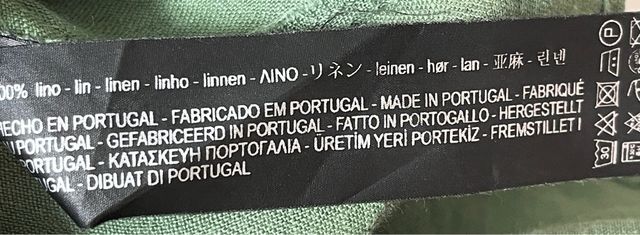 00% lino - lin - linen - linho - linnen - ΛΙΝΟ - リネン - leinen - hør - lan - 亚麻 - 린넨
HECHO EN PORTUGAL - FABRICADO EM PORTUGAL - MADE IN PORTUGAL - FABRIQUÉ
PORTUGAL - GEFABRICEERD IN PORTUGAL - FATTO IN PORTOGALLO - HERGESTELLT
PORTUGAL - ΚΑΤΑΣΚΕΥΗ ΠΟΡΤΟΓΑΛΙΑ - ÜRETİM YERİ PORTEKİZ - FREMSTILLET I
GAL - DIBUAT DI PORTUGAL
P
30